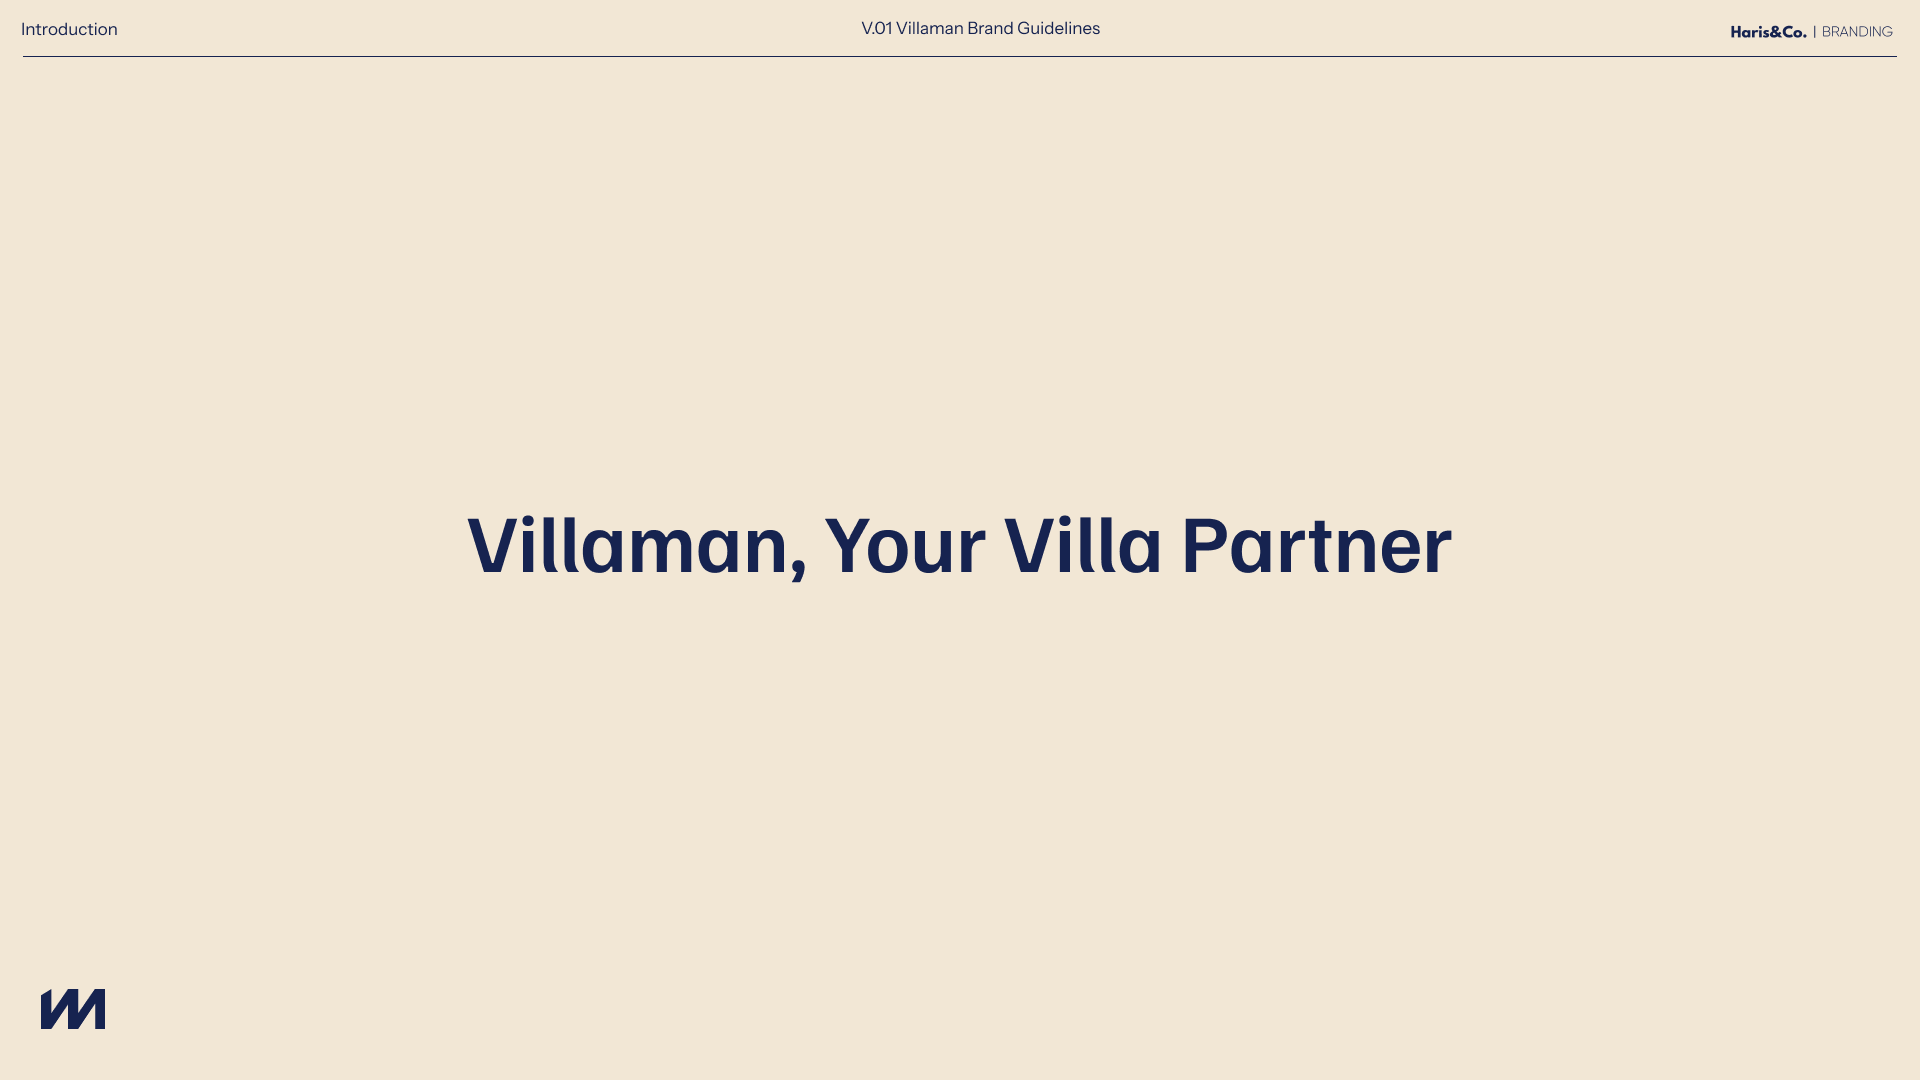 Introduction
V.01 Villaman Brand Guidelines
Haris&Co. | BRANDING
Villaman, Your Villa Partner